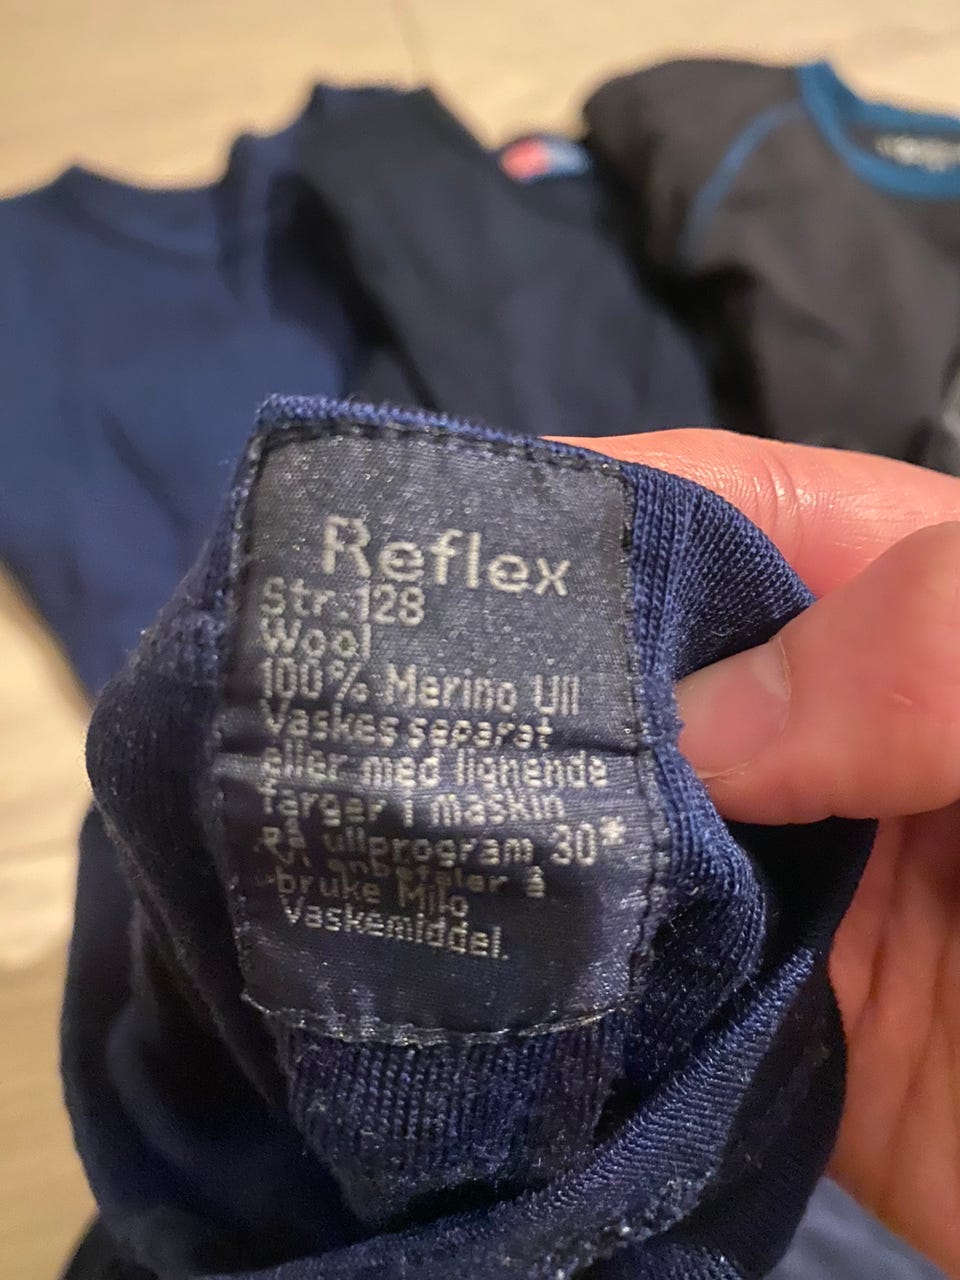 Reflex
Str.128
Wool
100% Merino Ull
Vaskes separat
eller med lignende
farger i maskin
På ullprogram 30*
anbefaler å
bruke Milo
Vaskemiddel.